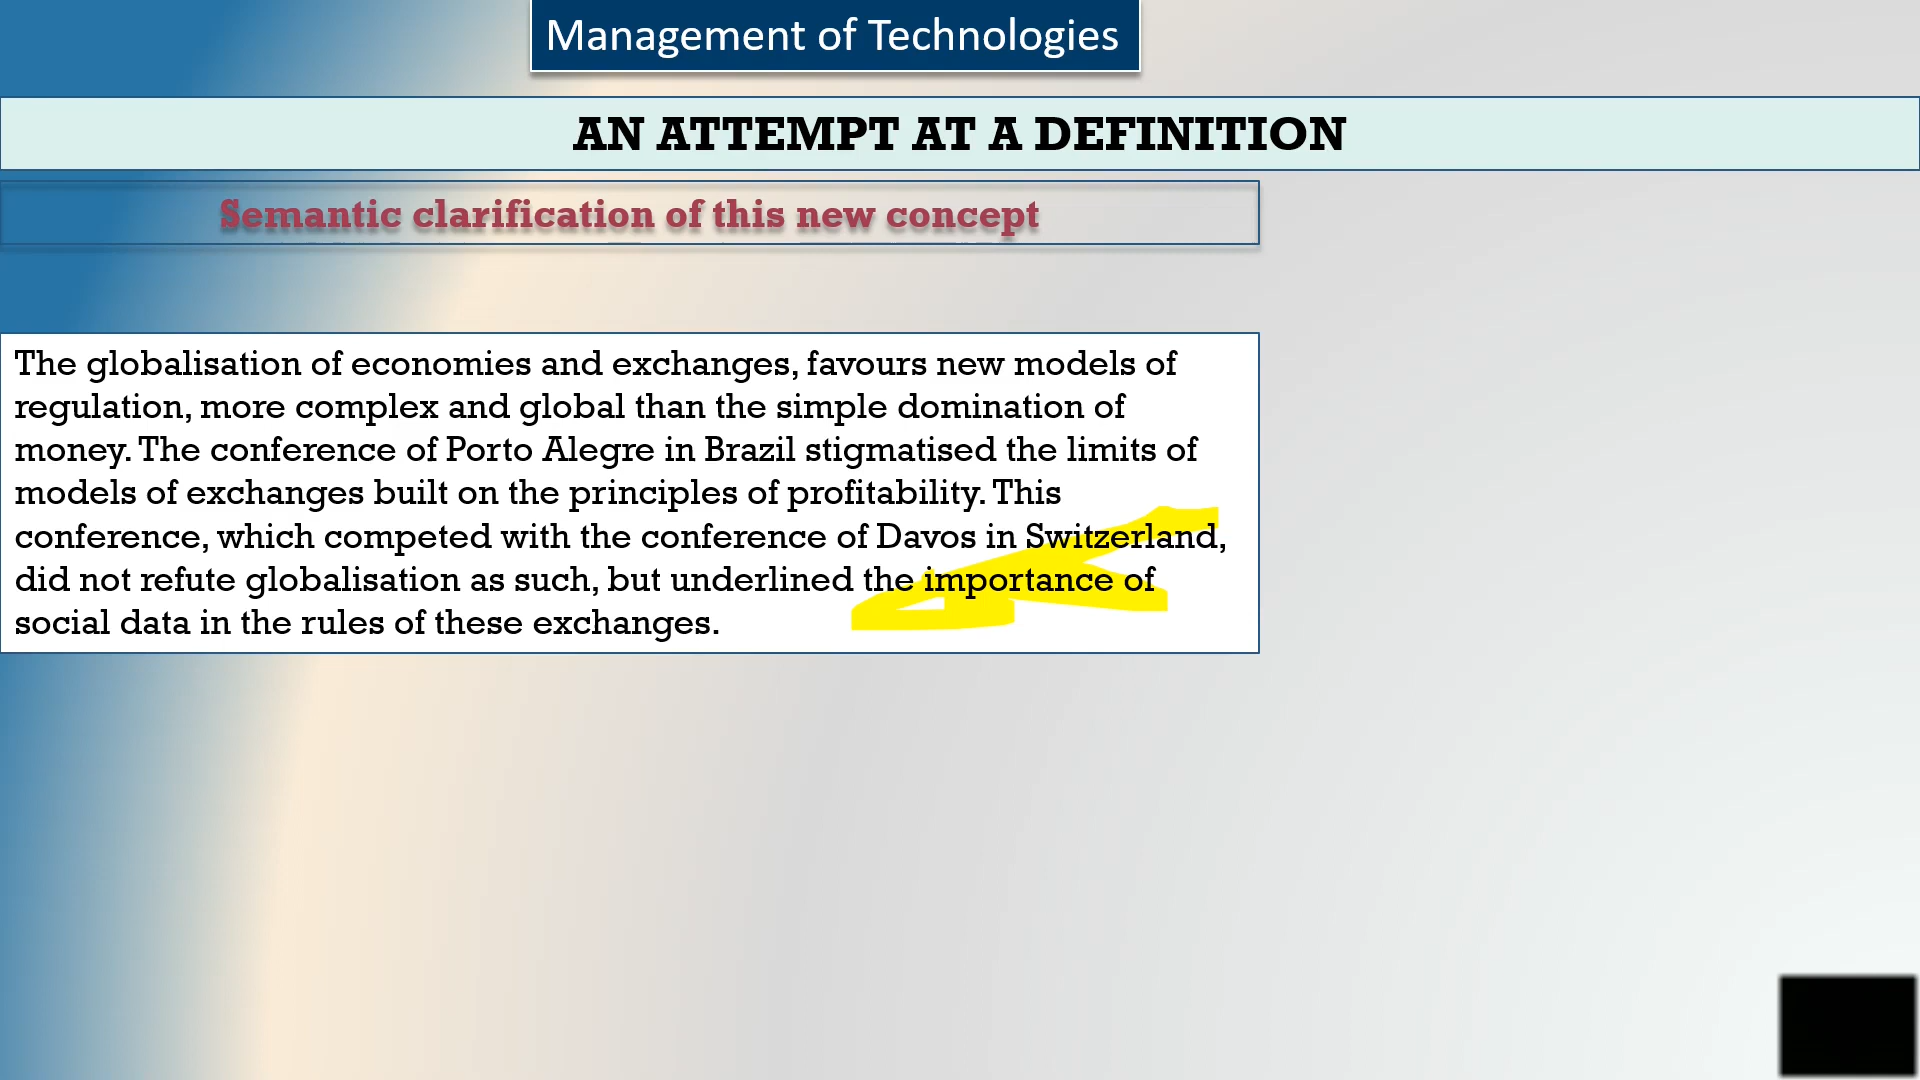 Management of Technologies
AN ATTEMPT AT A DEFINITION
Semantic clarification of this new concept
The globalisation of economies and exchanges, favours new models of
regulation, more complex and global than the simple domination of
money. The conference of Porto Alegre in Brazil stigmatised the limits of
models of exchanges built on the principles of profitability. This
conference, which competed with the conference of Davos in Switzerland,
did not refute globalisation as such, but underlined the importance of
social data in the rules of these exchanges.